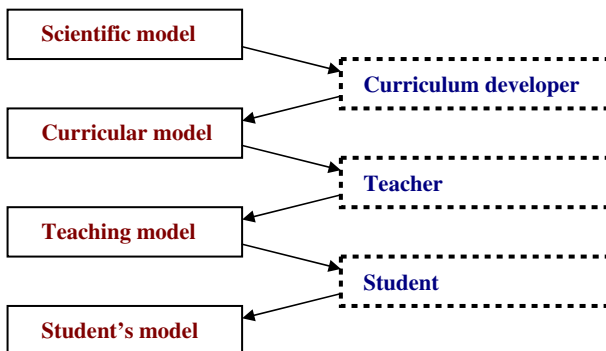 Scientific model
Curriculum developer
Curricular model
Teacher
Teaching model
Student
Student’s model